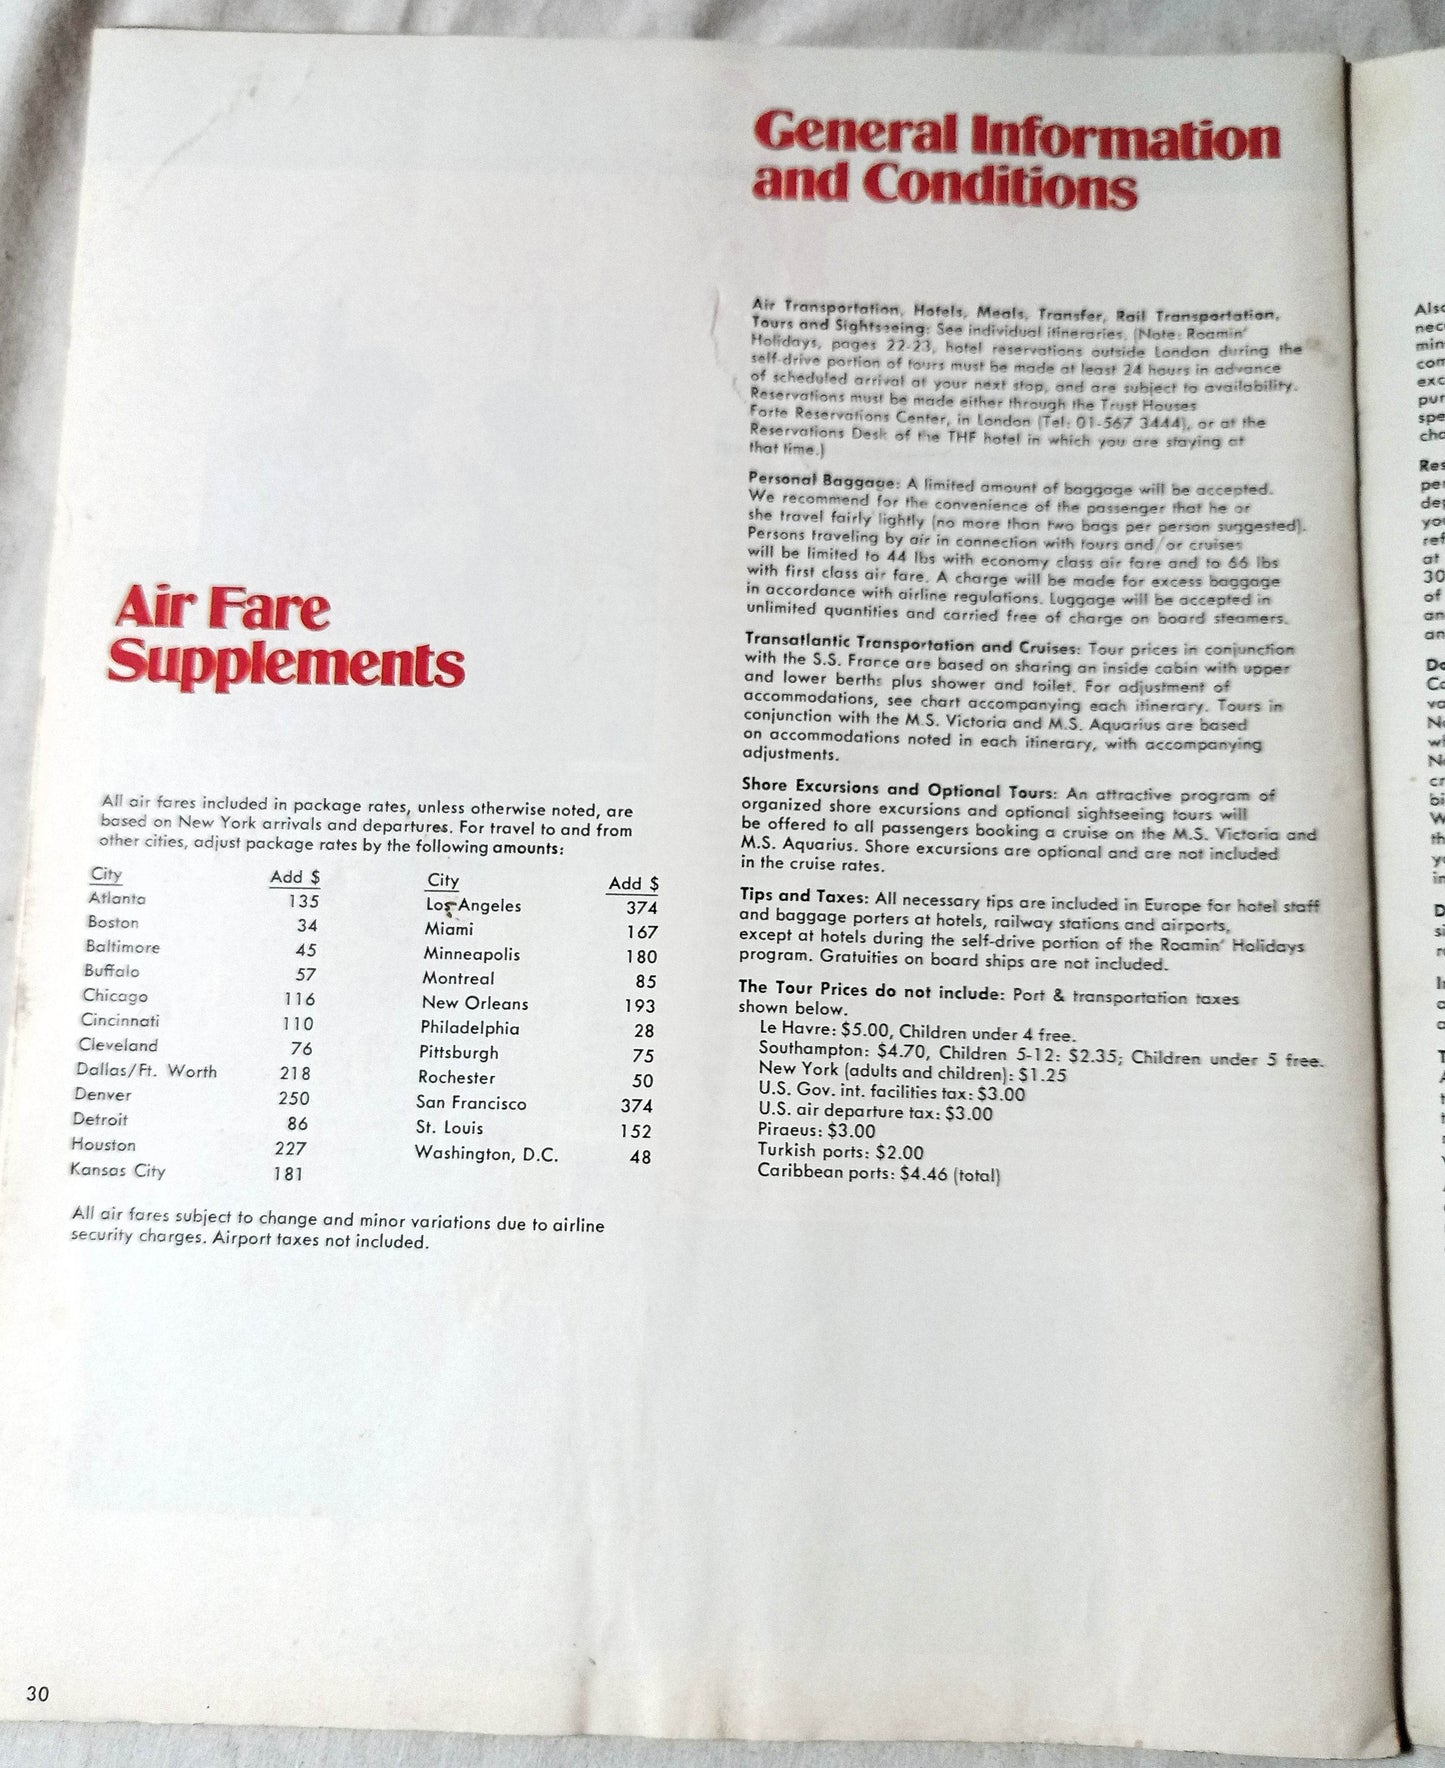 Air Fare
Supplements
All air fares included in package rates, unless otherwise noted, are
based on New York arrivals and departures. For travel to and from
other cities, adjust package rates by the following amounts:
City Add $ City Add $
Atlanta 135 Los Angeles 374
Boston 34 Miami 167
Baltimore 45 Minneapolis 180
Buffalo 57 Montreal 85
Chicago 116 New Orleans 193
Cincinnati 110 Philadelphia 28
Cleveland 76 Pittsburgh 75
Dallas/Ft. Worth 218 Rochester 50
Denver 250 San Francisco 374
Detroit 86 St. Louis 152
Houston 227 Washington, D.C. 48
Kansas City 181
All air fares subject to change and minor variations due to airline
security charges. Airport taxes not included.
30
General Information
and Conditions
Air Transportation, Hotels, Meals, Transfer, Rail Transportation,
Tours and Sightseeing: See individual itineraries. (Note: Roamin'
Holidays, pages 22-23, hotel reservations outside London during the
self-drive portion of tours must be made at least 24 hours in advance
of scheduled arrival at your next stop, and are subject to availability.
Reservations must be made either through the Trust Houses
Forte Reservations Center, in London (Tel: 01-567 3444), or at the
Reservations Desk of the THF hotel in which you are staying at
that time.)
Personal Baggage: A limited amount of baggage will be accepted.
We recommend for the convenience of the passenger that he or
she travel fairly lightly (no more than two bags per person suggested).
Persons traveling by air in connection with tours and/or cruises
will be limited to 44 lbs with economy class air fare and to 66 lbs
with first class air fare. A charge will be made for excess baggage
in accordance with airline regulations. Luggage will be accepted in
unlimited quantities and carried free of charge on board steamers.
Transatlantic Transportation and Cruises: Tour prices in conjunction
with the S.S. France are based on sharing an inside cabin with upper
and lower berths plus shower and toilet. For adjustment of
accommodations, see chart accompanying each itinerary. Tours in
conjunction with the M.S. Victoria and M.S. Aquarius are based
on accommodations noted in each itinerary, with accompanying
adjustments.
Shore Excursions and Optional Tours: An attractive program of
organized shore excursions and optional sightseeing tours will
be offered to all passengers booking a cruise on the M.S. Victoria and
M.S. Aquarius. Shore excursions are optional and are not included
in the cruise rates.
Tips and Taxes: All necessary tips are included in Europe for hotel staff
and baggage porters at hotels, railway stations and airports,
except at hotels during the self-drive portion of the Roamin' Holidays
program. Gratuities on board ships are not included.
The Tour Prices do not include: Port & transportation taxes
shown below.
Le Havre: $5.00, Children under 4 free.
Southampton: $4.70, Children 5-12: $2.35; Children under 5 free.
New York (adults and children): $1.25
U.S. Gov. int. facilities tax: $3.00
U.S. air departure tax: $3.00
Piraeus: $3.00
Turkish ports: $2.00
Caribbean ports: $4.46 (total)